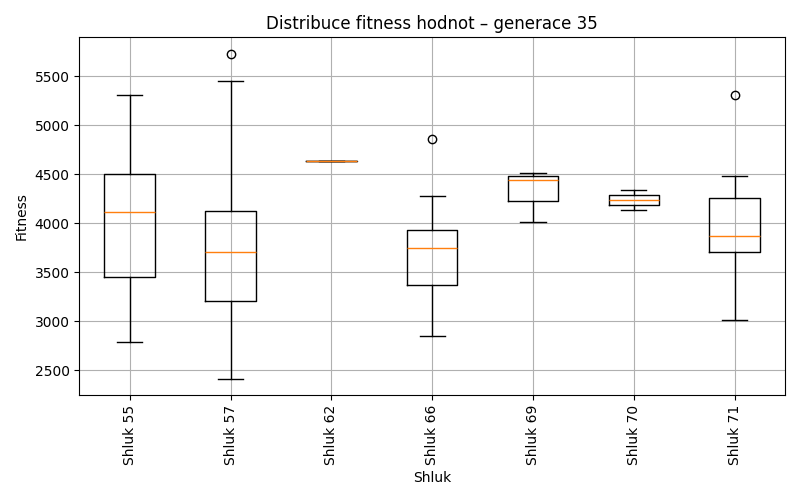 Distribuce fitness hodnot – generace 35
5500
5000
4500
4000
3500
3000
2500
Fitness
Shluk 55
Shluk 57
Shluk 62
Shluk 66
Shluk 69
Shluk 70
Shluk 71
Shluk